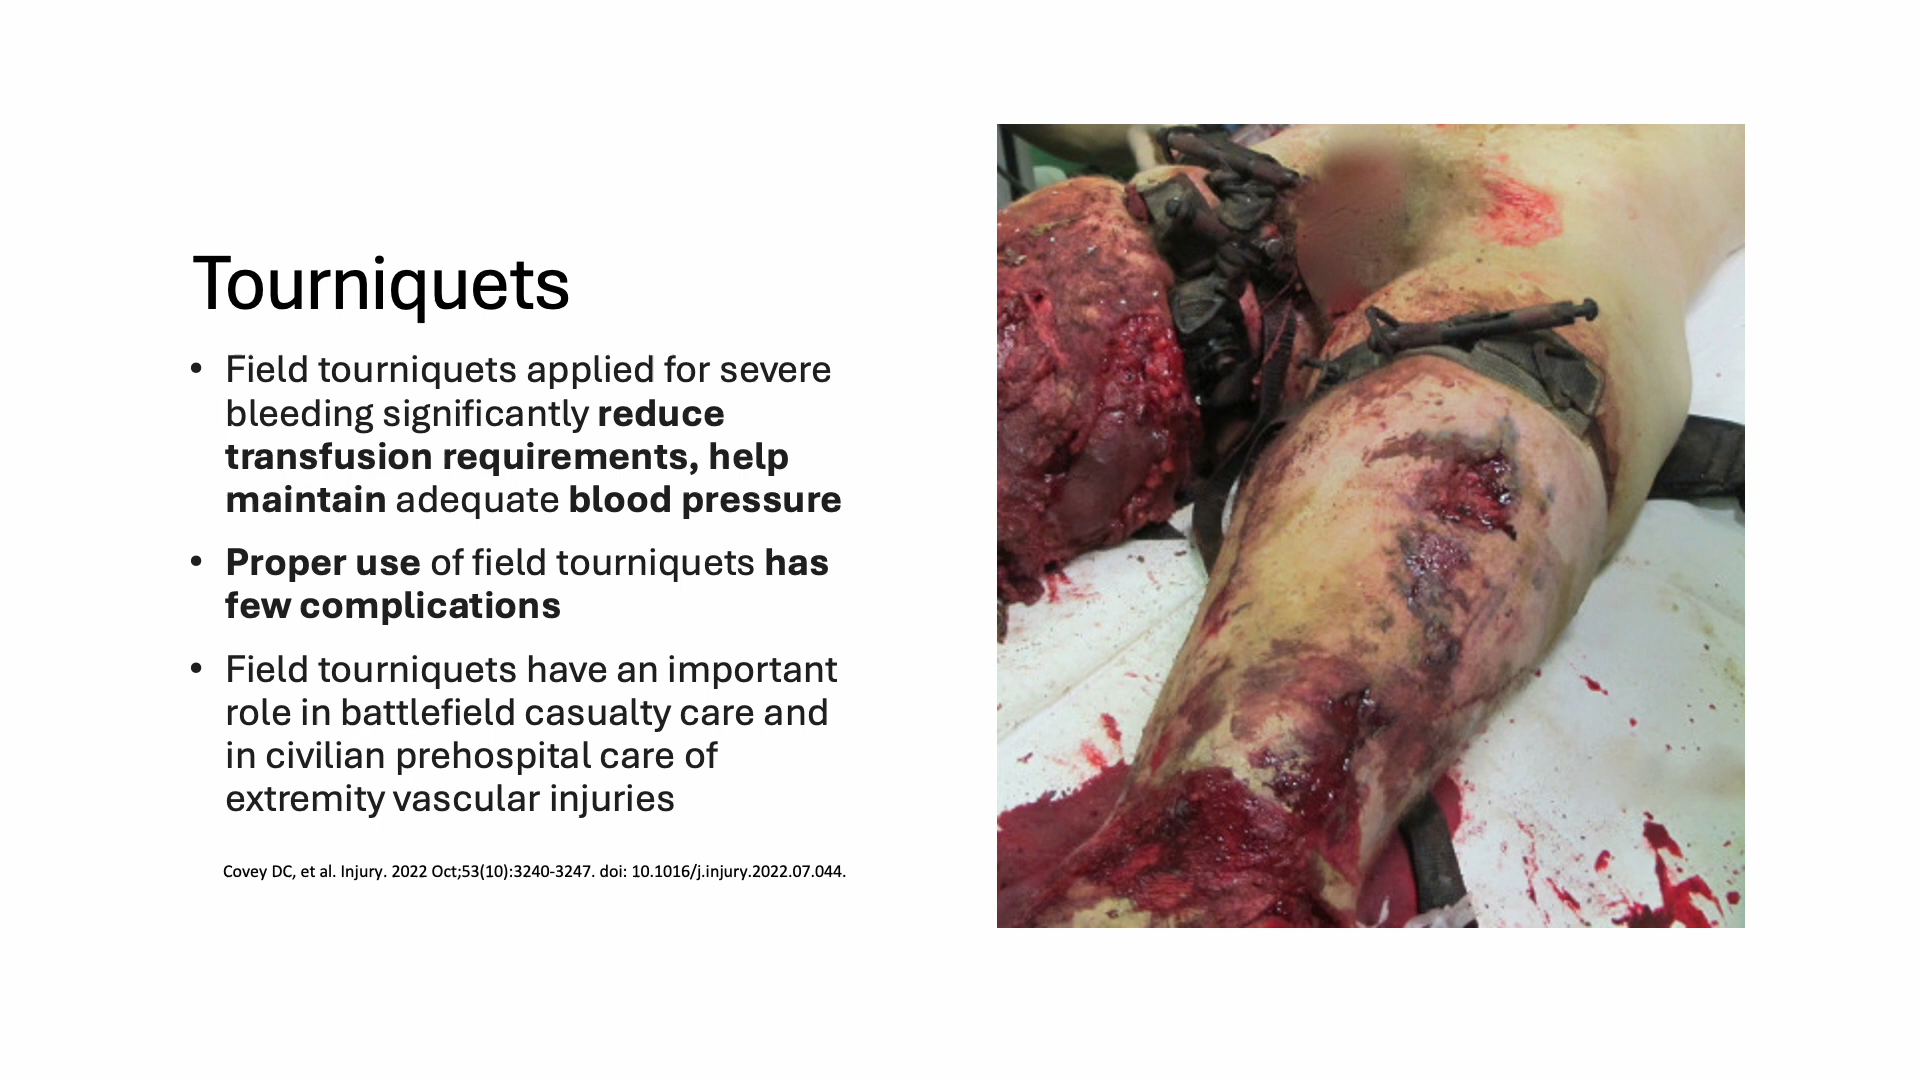 Tourniquets
• Field tourniquets applied for severe
bleeding significantly reduce
transfusion requirements, help
maintain adequate blood pressure
• Proper use of field tourniquets has
few complications
• Field tourniquets have an important
role in battlefield casualty care and
in civilian prehospital care of
extremity vascular injuries
Covey DC, et al. Injury. 2022 Oct;53(10):3240-3247. doi: 10.1016/j.injury.2022.07.044.